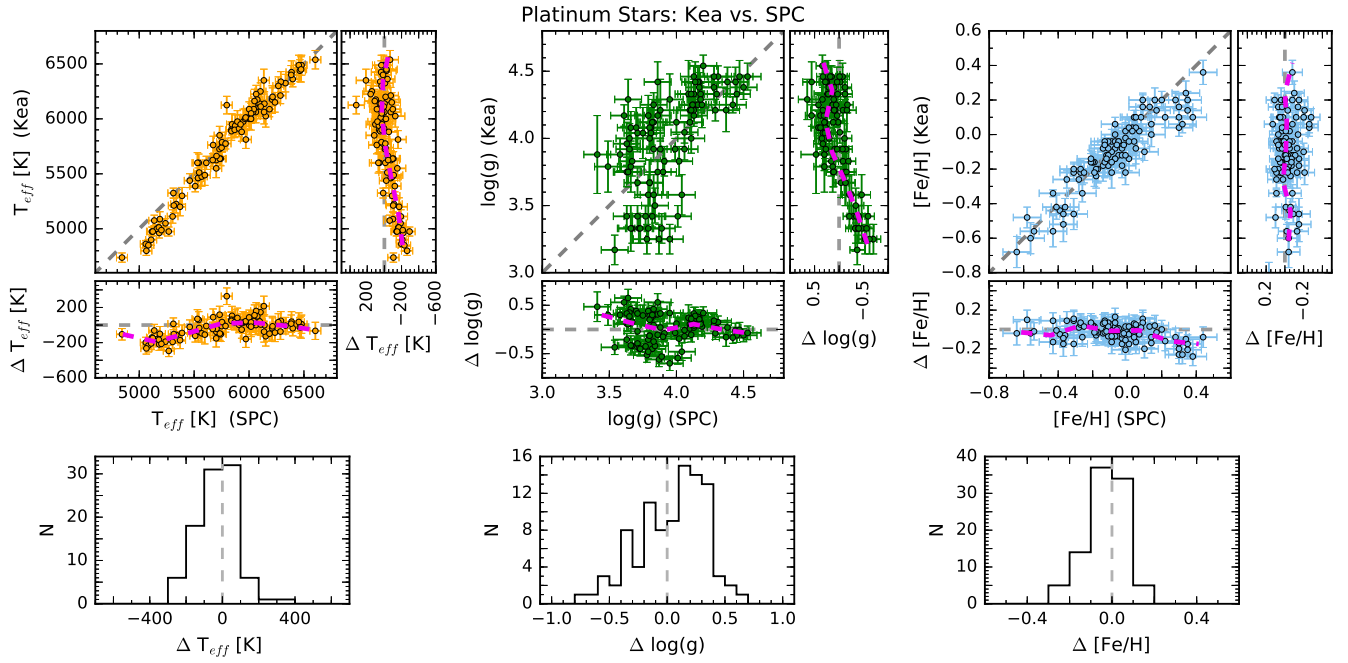 Platinum Stars: Kea vs. SPC
T_eff [K] (Kea)
6500
6000
5500
5000
Δ T_eff [K]
200
−200
−600
5000 5500 6000 6500
T_eff [K] (SPC)
200 −200 −600
Δ T_eff [K]
log(g) (Kea)
4.5
4.0
3.5
3.0
Δ log(g)
0.5
−0.5
3.0 3.5 4.0 4.5
log(g) (SPC)
0.5 −0.5
Δ log(g)
[Fe/H] (Kea)
0.6
0.4
0.2
0.0
−0.2
−0.4
−0.6
−0.8
Δ [Fe/H]
0.2
−0.2
−0.8 −0.4 0.0 0.4
[Fe/H] (SPC)
0.2 −0.2
Δ [Fe/H]
N
30
20
10
0
−400 0 400
Δ T_eff [K]
N
16
12
8
4
0
−1.0 −0.5 0.0 0.5 1.0
Δ log(g)
N
40
30
20
10
0
−0.4 0.0 0.4
Δ [Fe/H]